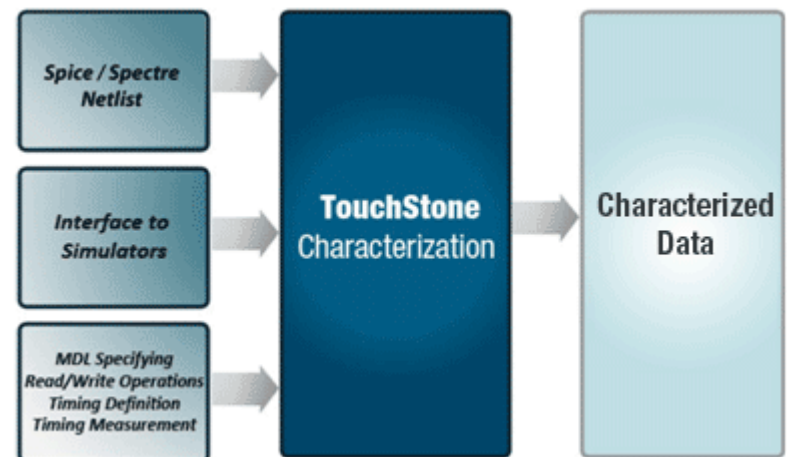 Spice / Spectre
Netlist
Interface to
Simulators
MDL Specifying
Read/Write Operations
Timing Definition
Timing Measurement
TouchStone
Characterization
Characterized
Data